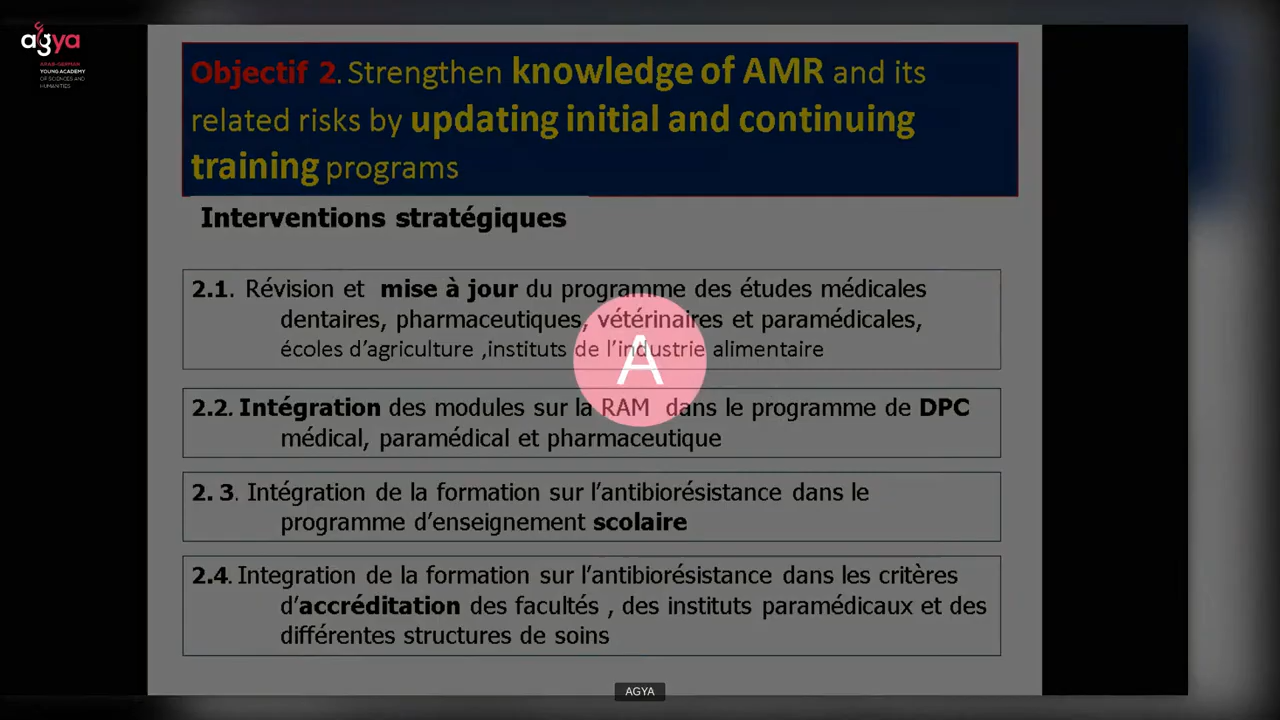 agya
ARAB-GERMAN
YOUNG ACADEMY
OF SCIENCES AND
HUMANITIES
Objectif 2. Strengthen knowledge of AMR and its
related risks by updating initial and continuing
training programs
Interventions stratégiques
2.1. Révision et mise à jour du programme des études médicales
dentaires, pharmaceutiques, vétérinaires et paramédicales,
écoles d’agriculture ,instituts de l’industrie alimentaire
A
2.2. Intégration des modules sur la RAM dans le programme de DPC
médical, paramédical et pharmaceutique
2. 3. Intégration de la formation sur l’antibiorésistance dans le
programme d’enseignement scolaire
2.4. Integration de la formation sur l’antibiorésistance dans les critères
d’accréditation des facultés , des instituts paramédicaux et des
différentes structures de soins
AGYA